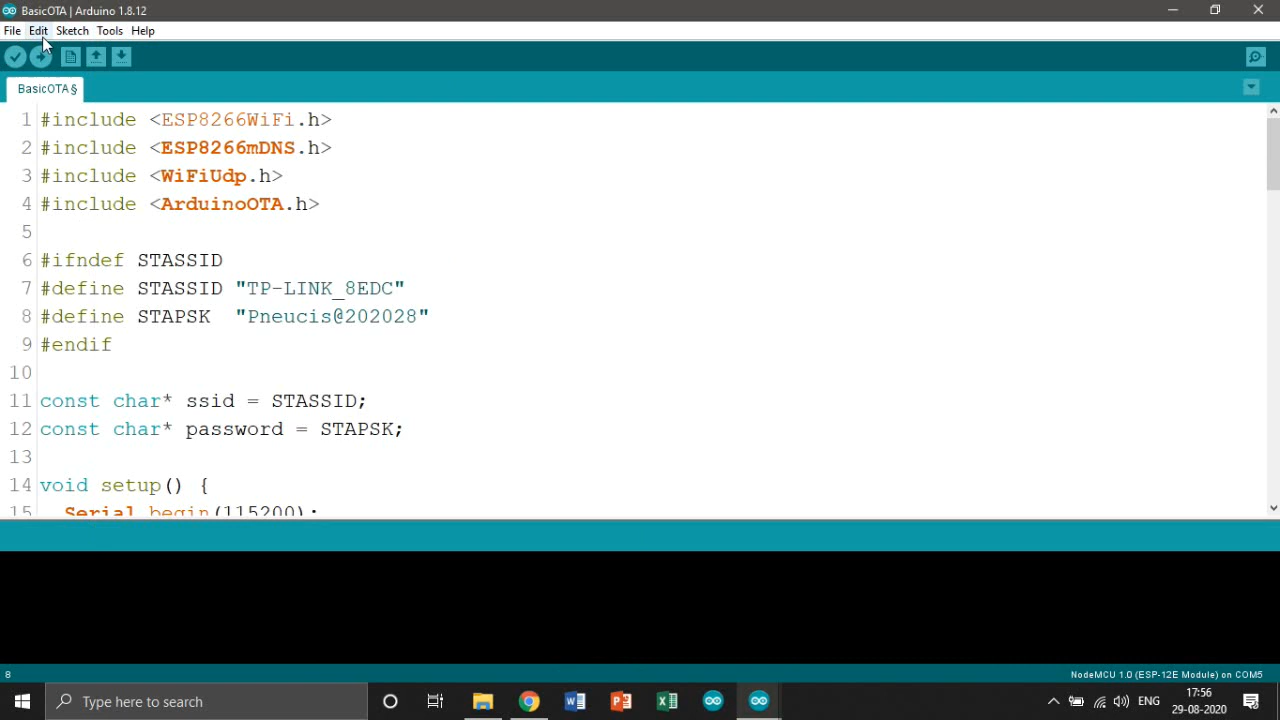 BasicOTA | Arduino 1.8.12
File Edit Sketch Tools Help
BasicOTA §
1 #include <ESP8266WiFi.h>
2 #include <ESP8266mDNS.h>
3 #include <WiFiUdp.h>
4 #include <ArduinoOTA.h>
5
6 #ifndef STASSID
7 #define STASSID "TP-LINK_8EDC"
8 #define STAPSK  "Pneucis@202028"
9 #endif
10
11 const char* ssid = STASSID;
12 const char* password = STAPSK;
13
14 void setup() {
15   Serial.begin(115200);
8
NodeMCU 1.0 (ESP-12E Module) on COM5
Type here to search
ENG
17:56
29-08-2020